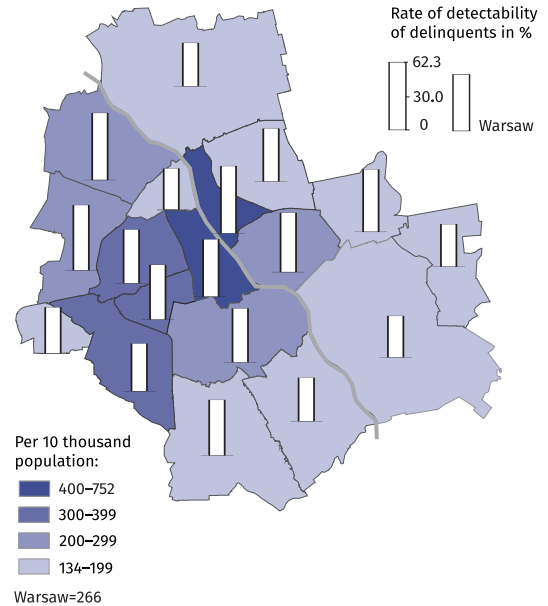 Rate of detectability
of delinquents in %
62.3
30.0
0
Warsaw
Per 10 thousand
population:
400–752
300–399
200–299
134–199
Warsaw=266